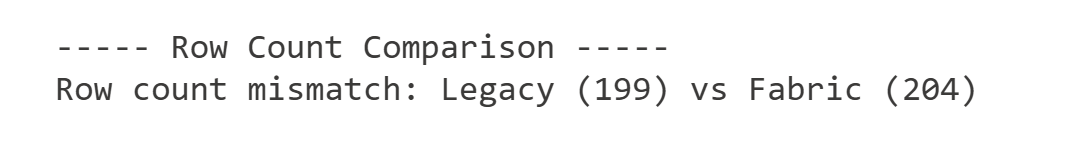 ----- Row Count Comparison -----
Row count mismatch: Legacy (199) vs Fabric (204)